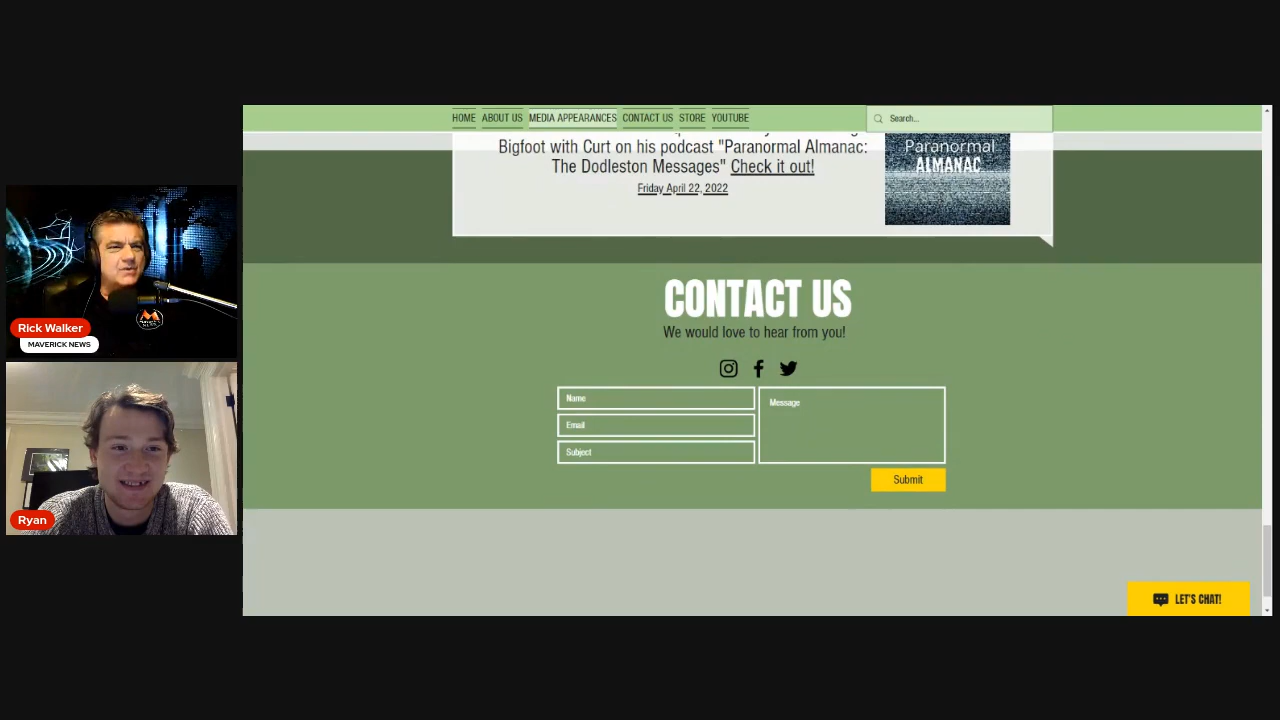 HOME ABOUT US MEDIA APPEARANCES CONTACT US STORE YOUTUBE
Search...
Bigfoot with Curt on his podcast "Paranormal Almanac:
The Dodleston Messages" Check it out!
Friday April 22, 2022
Paranormal
ALMANAC
CONTACT US
We would love to hear from you!
Name
Email
Subject
Message
Submit
LET'S CHAT!
Rick Walker
MAVERICK NEWS
Ryan